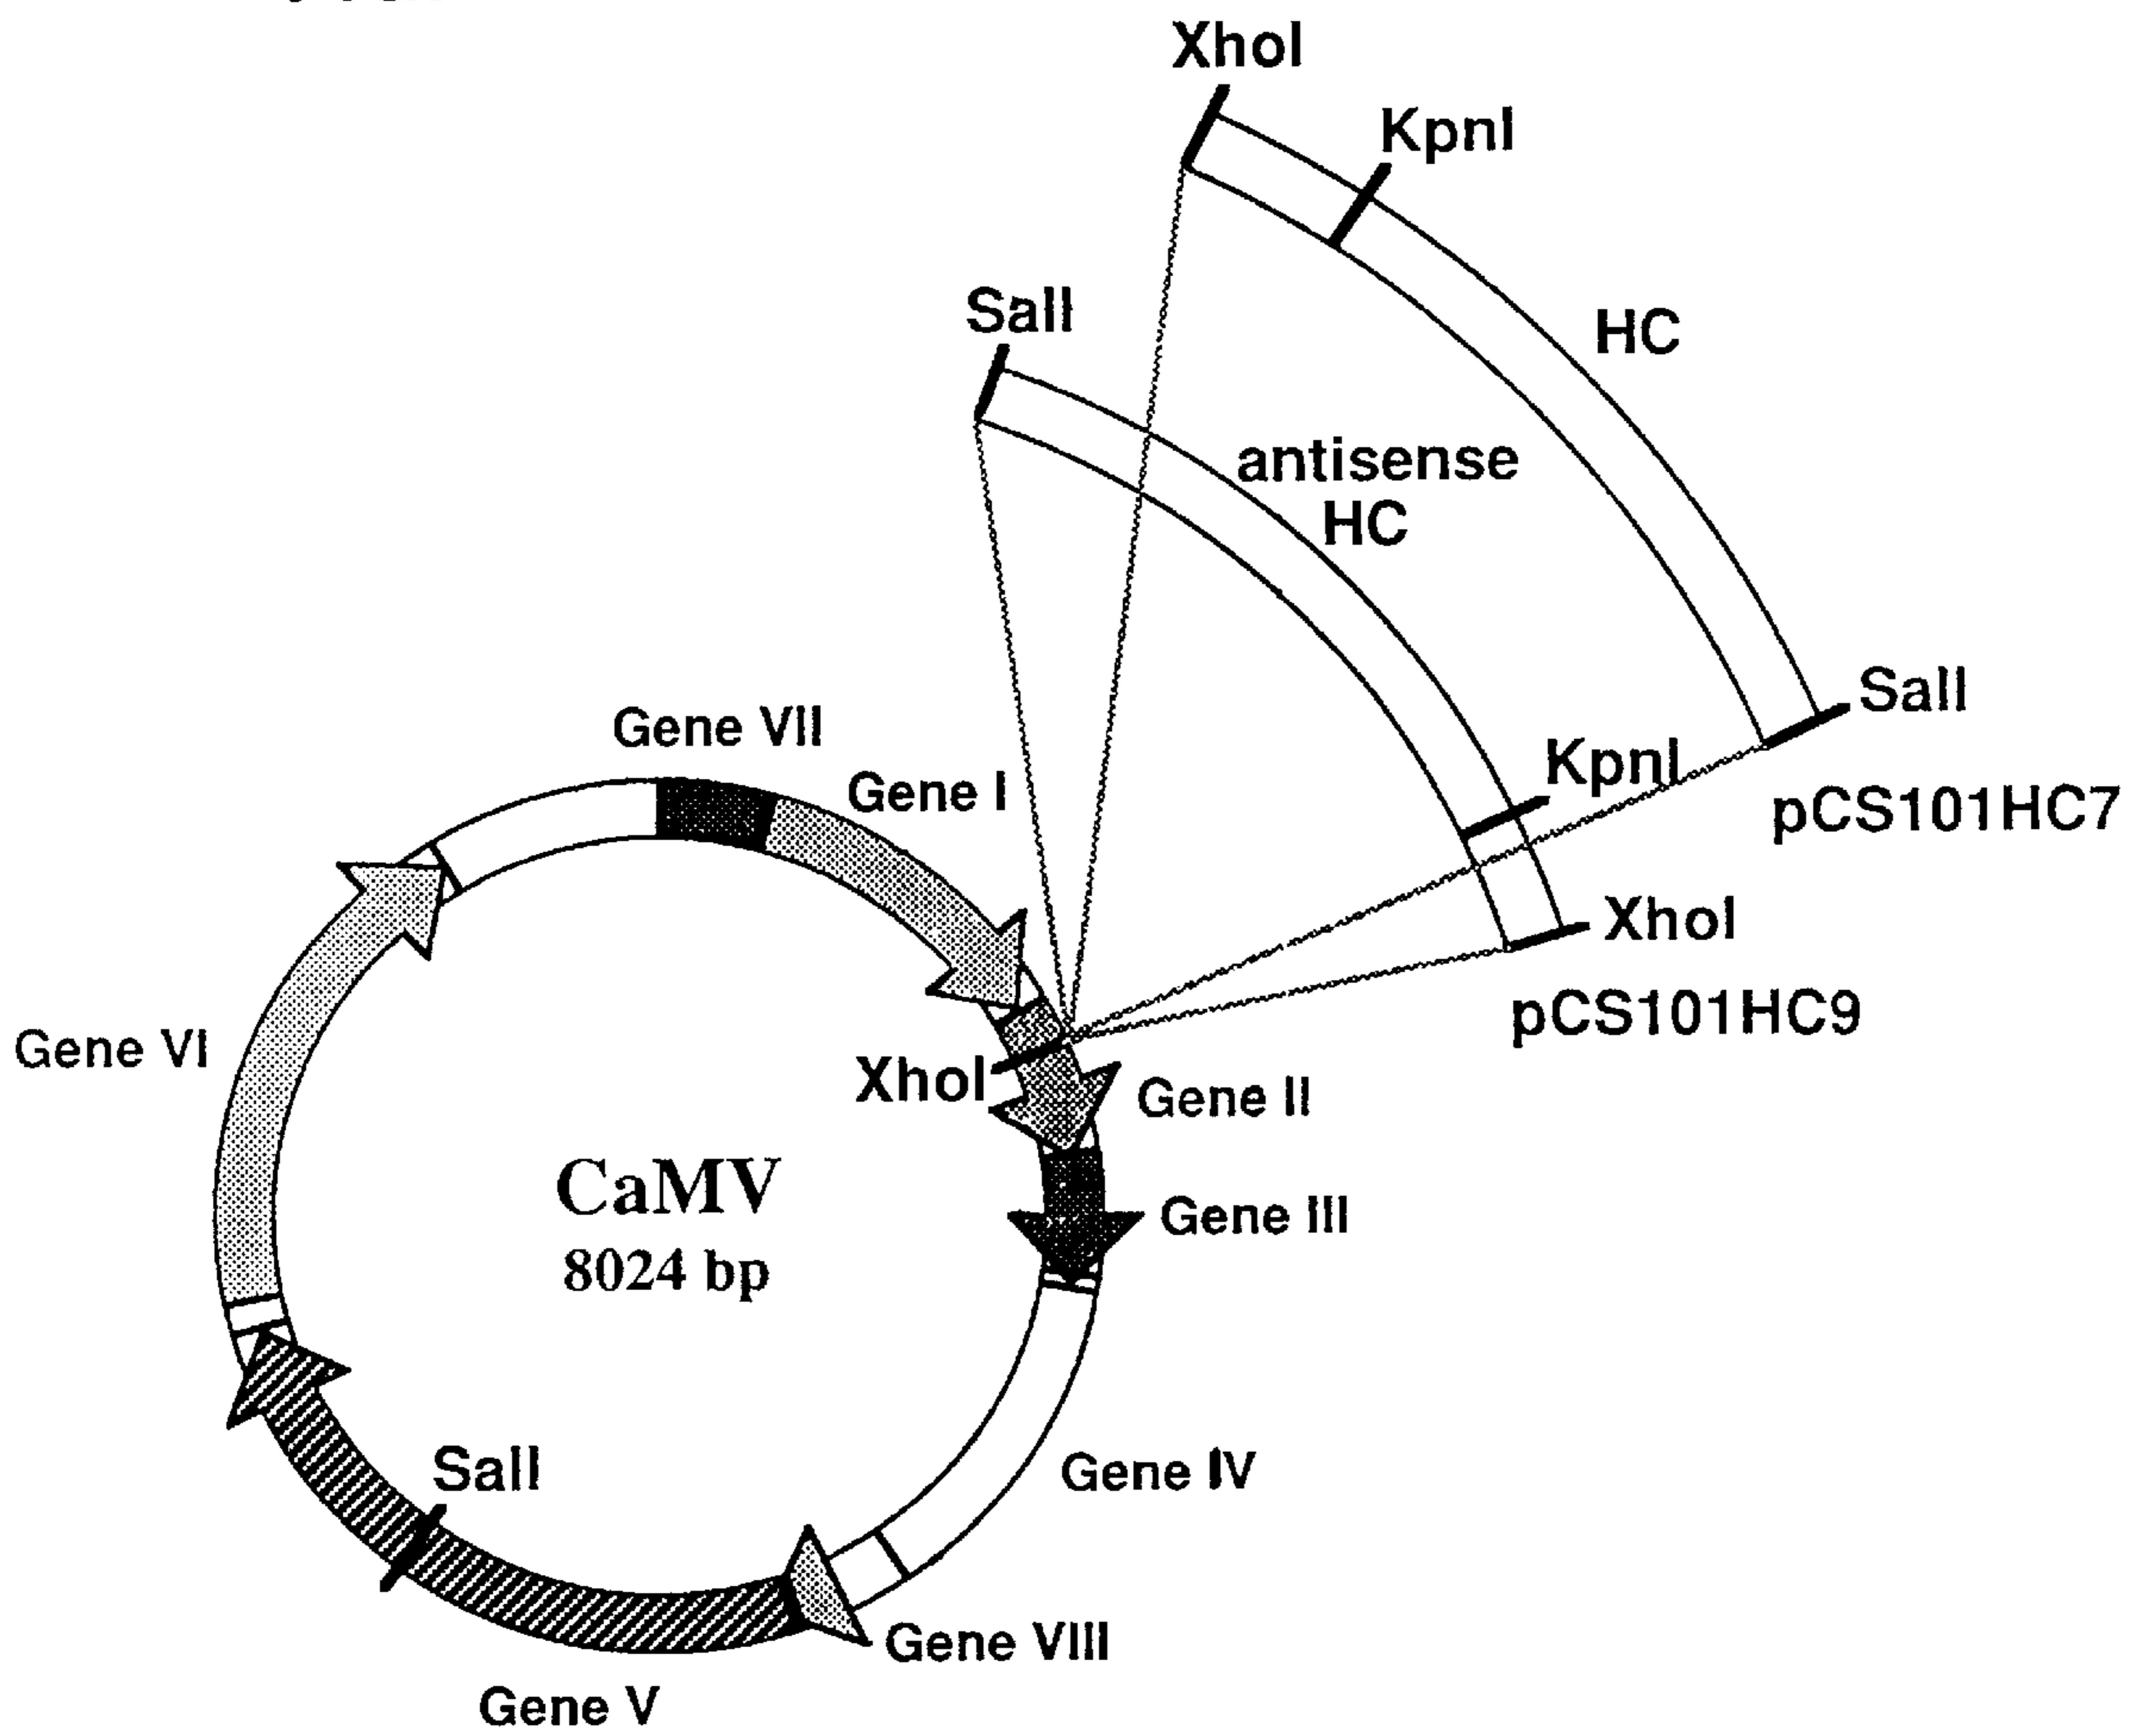 XhoI
KpnI
HC
SalI
antisense
HC
SalI
KpnI
pCS101HC7
XhoI
pCS101HC9
Gene VII
Gene I
Gene VI
XhoI
Gene II
CaMV
8024 bp
Gene III
SalI
Gene IV
Gene VIII
Gene V